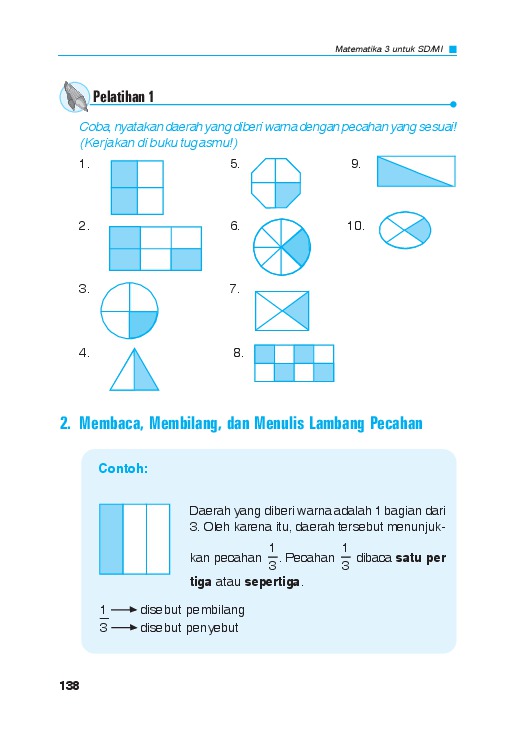 Matematika 3 untuk SD/MI
Pelatihan 1
Coba, nyatakan daerah yang diberi warna dengan pecahan yang sesuai!
(Kerjakan di buku tugasmu!)
1.
2.
3.
4.
5.
6.
7.
8.
9.
10.
2. Membaca, Membilang, dan Menulis Lambang Pecahan
Contoh:
Daerah yang diberi warna adalah 1 bagian dari
3. Oleh karena itu, daerah tersebut menunjuk-
kan pecahan 1/3. Pecahan 1/3 dibaca satu per
tiga atau sepertiga.
1 → disebut pembilang
3 → disebut penyebut
138